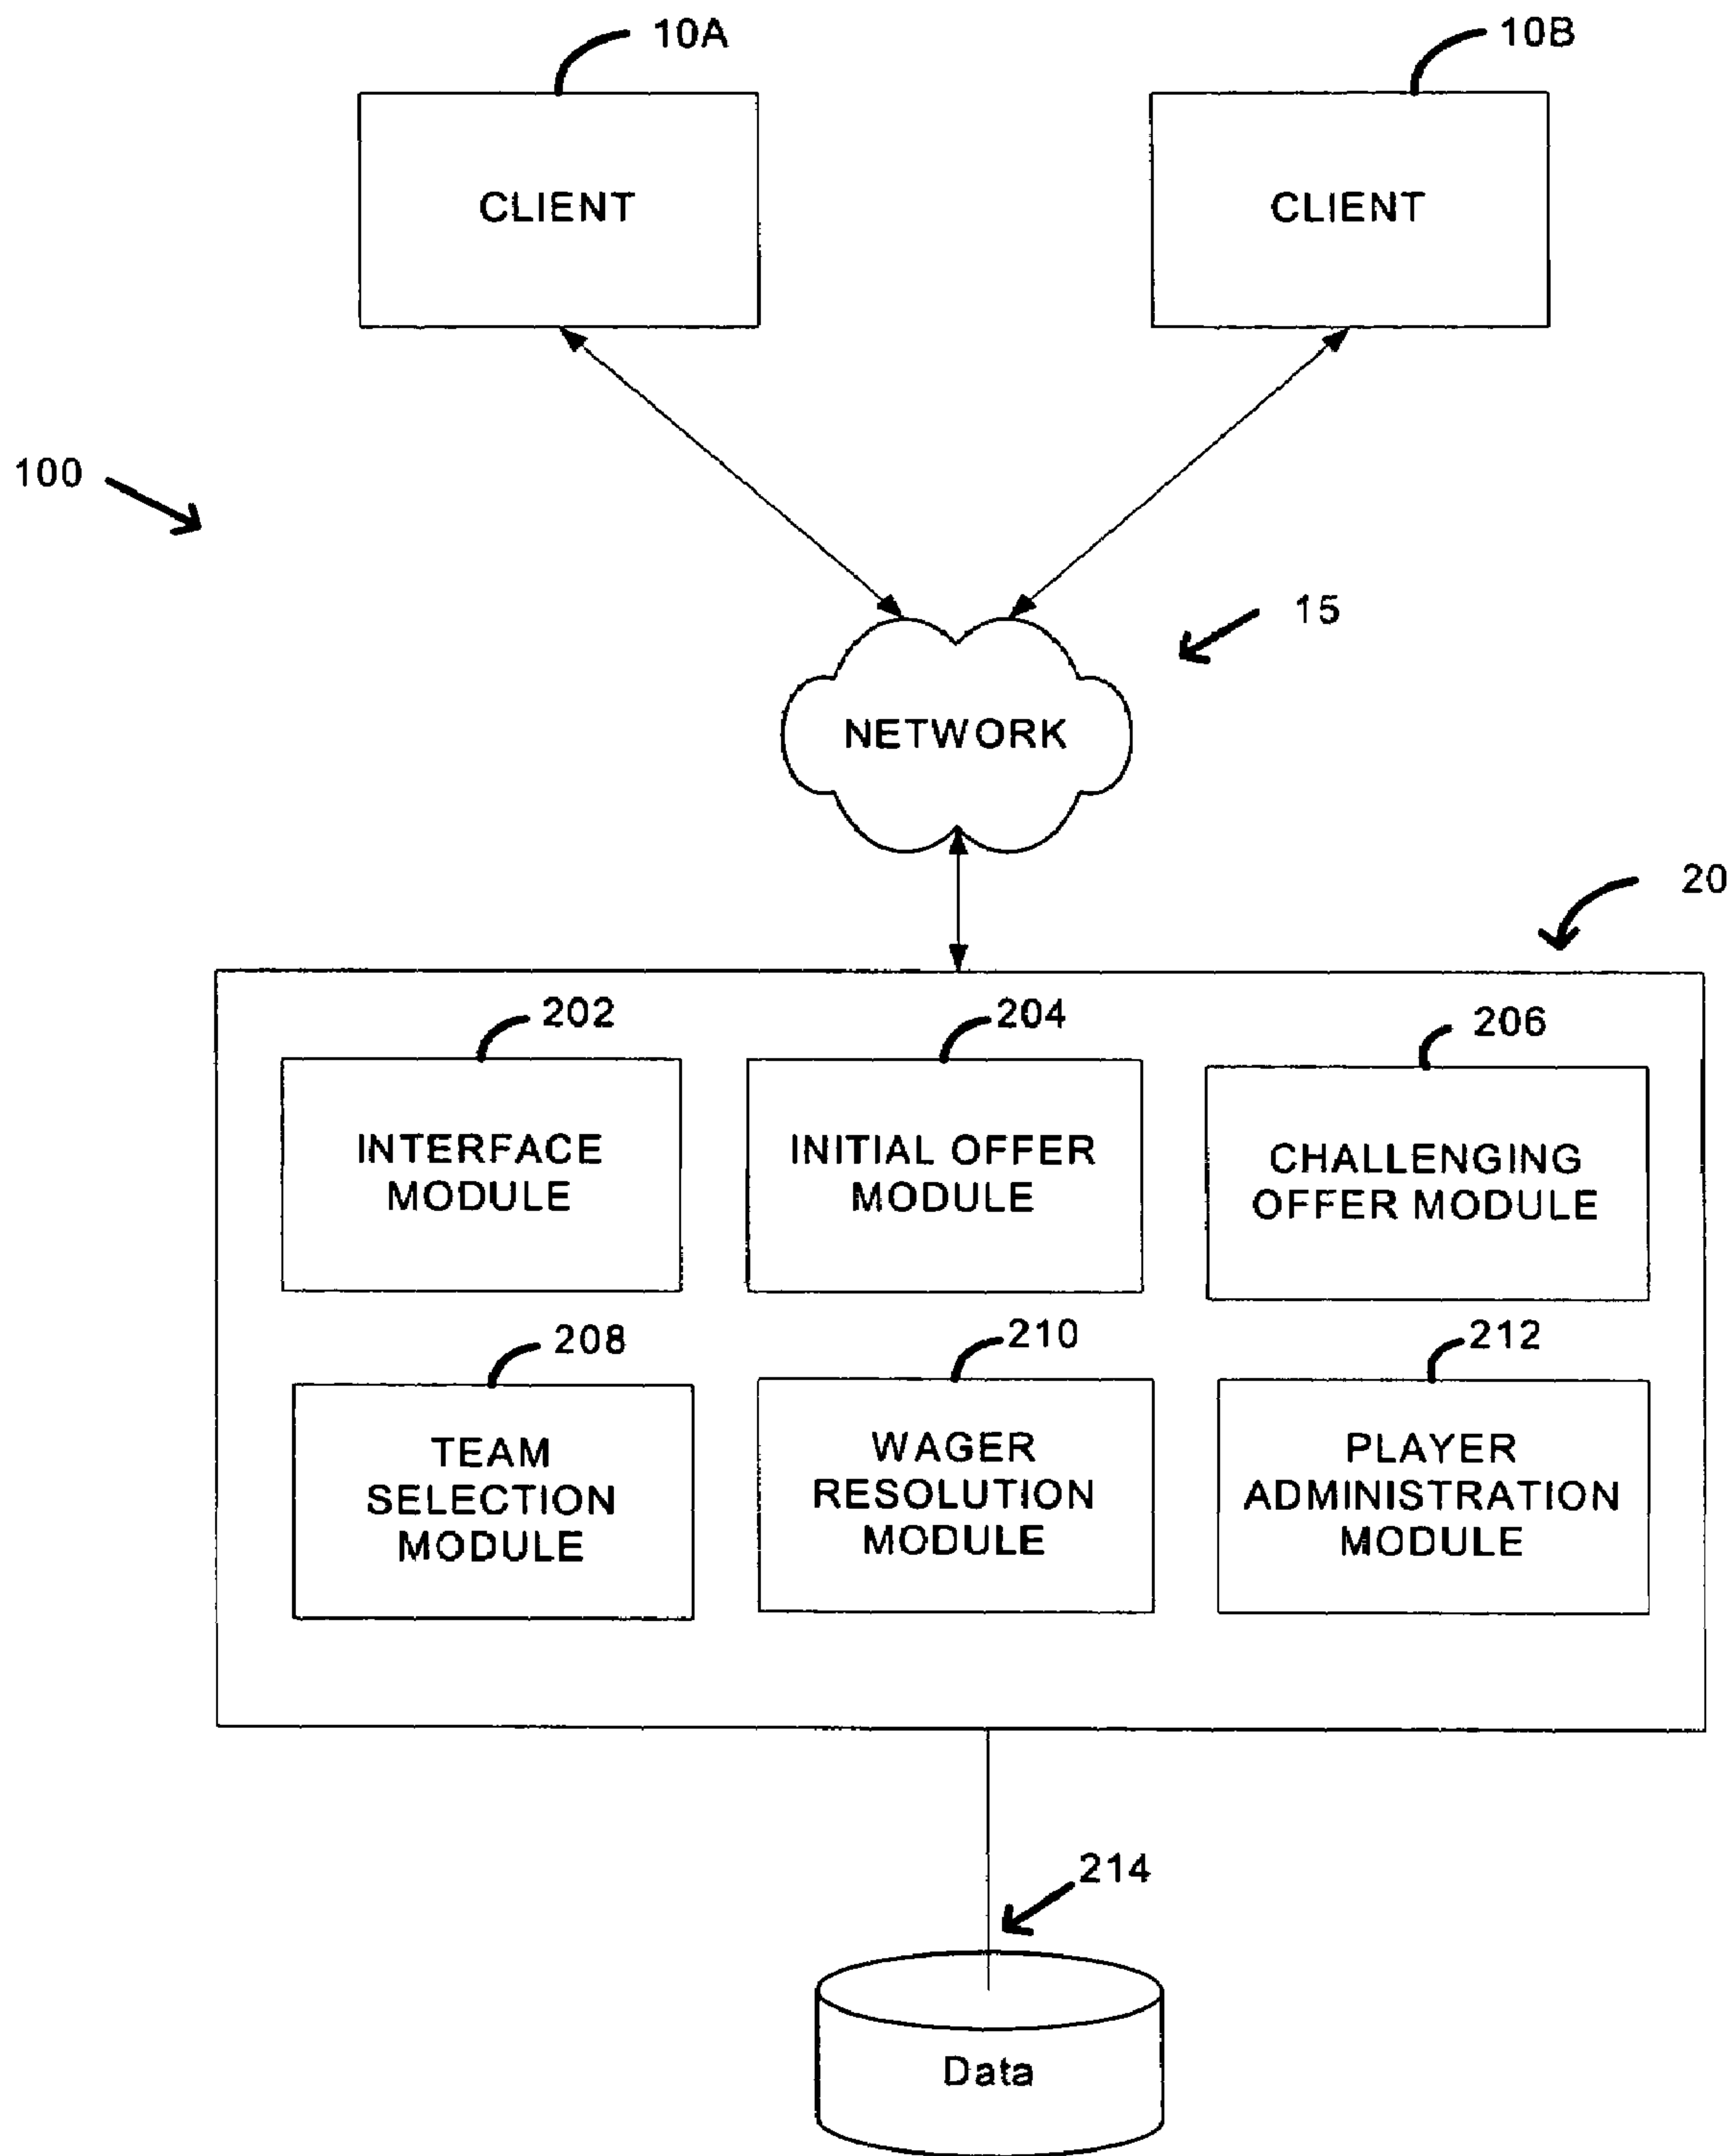 10A
10B
CLIENT
CLIENT
100
15
NETWORK
20
202
204
206
INTERFACE
MODULE
INITIAL OFFER
MODULE
CHALLENGING
OFFER MODULE
208
210
212
TEAM
SELECTION
MODULE
WAGER
RESOLUTION
MODULE
PLAYER
ADMINISTRATION
MODULE
214
Data